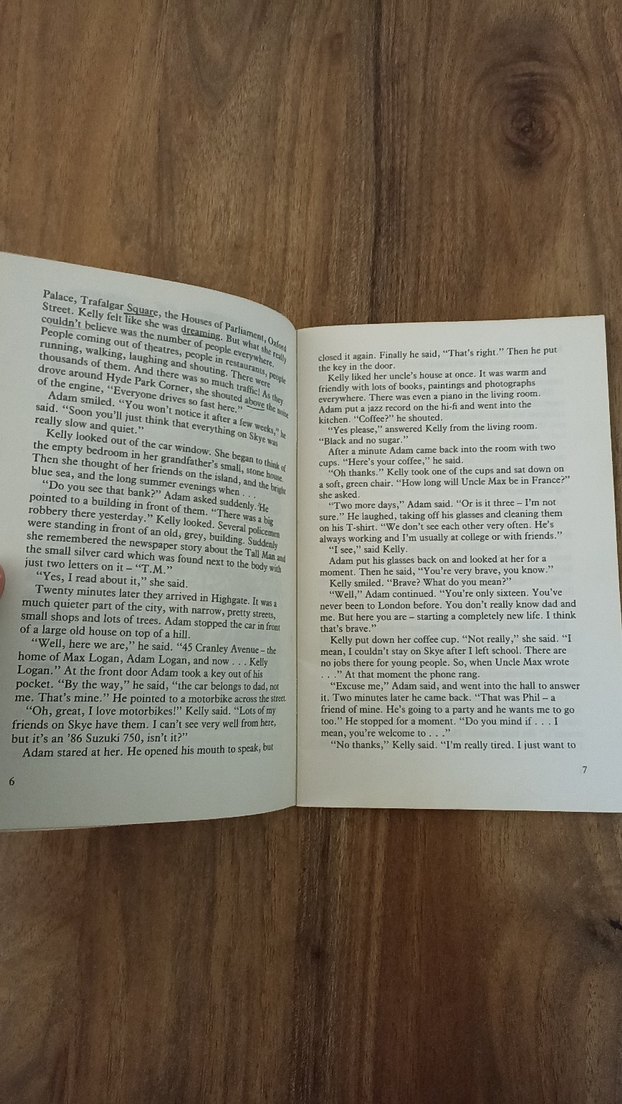 Palace, Trafalgar Square, the Houses of Parliament, Oxford
Street. Kelly felt like she was dreaming. But what she really
couldn't believe was the number of people everywhere.
People coming out of theatres, people in restaurants, people
running, walking, laughing and shouting. There were
thousands of them. And there was so much traffic! As they
drove around Hyde Park Corner, she shouted above the noise
of the engine, “Everyone drives so fast here.”
Adam smiled. “You won't notice it after a few weeks,” he
said. “Soon you'll just think that everything on Skye was
really slow and quiet.”
Kelly looked out of the car window. She began to think of
the empty bedroom in her grandfather's small, stone house.
Then she thought of her friends on the island, and the bright
blue sea, and the long summer evenings when . . .
“Do you see that bank?” Adam asked suddenly. He
pointed to a building in front of them. “There was a big
robbery there yesterday.” Kelly looked. Several policemen
were standing in front of an old, grey, building. Suddenly
she remembered the newspaper story about the Tall Man and
the small silver card which was found next to the body with
just two letters on it – “T.M.”
“Yes, I read about it,” she said.
Twenty minutes later they arrived in Highgate. It was a
much quieter part of the city, with narrow, pretty streets,
small shops and lots of trees. Adam stopped the car in front
of a large old house on top of a hill.
“Well, here we are,” he said. “45 Cranley Avenue – the
home of Max Logan, Adam Logan, and now . . . Kelly
Logan.” At the front door Adam took a key out of his
pocket. “By the way,” he said, “the car belongs to dad, not
me. That's mine.” He pointed to a motorbike across the street.
“Oh, great, I love motorbikes!” Kelly said. “Lots of my
friends on Skye have them. I can't see very well from here,
but it's an '86 Suzuki 750, isn't it?”
Adam stared at her. He opened his mouth to speak, but
6
closed it again. Finally he said, “That's right.” Then he put
the key in the door.
Kelly liked her uncle's house at once. It was warm and
friendly with lots of books, paintings and photographs
everywhere. There was even a piano in the living room.
Adam put a jazz record on the hi-fi and went into the
kitchen. “Coffee?” he shouted.
“Yes please,” answered Kelly from the living room.
“Black and no sugar.”
After a minute Adam came back into the room with two
cups. “Here's your coffee,” he said.
“Oh thanks.” Kelly took one of the cups and sat down on
a soft, green chair. “How long will Uncle Max be in France?”
she asked.
“Two more days,” Adam said. “Or is it three – I'm not
sure.” He laughed, taking off his glasses and cleaning them
on his T-shirt. “We don't see each other very often. He's
always working and I'm usually at college or with friends.”
“I see,” said Kelly.
Adam put his glasses back on and looked at her for a
moment. Then he said, “You're very brave, you know.”
Kelly smiled. “Brave? What do you mean?”
“Well,” Adam continued. “You're only sixteen. You've
never been to London before. You don't really know dad and
me. But here you are – starting a completely new life. I think
that's brave.”
Kelly put down her coffee cup. “Not really,” she said. “I
mean, I couldn't stay on Skye after I left school. There are
no jobs there for young people. So, when Uncle Max wrote
. . .” At that moment the phone rang.
“Excuse me,” Adam said, and went into the hall to answer
it. Two minutes later he came back. “That was Phil – a
friend of mine. He's going to a party and he wants me to go
too.” He stopped for a moment. “Do you mind if . . . I
mean, you're welcome to . . .”
“No thanks,” Kelly said. “I'm really tired. I just want to
7